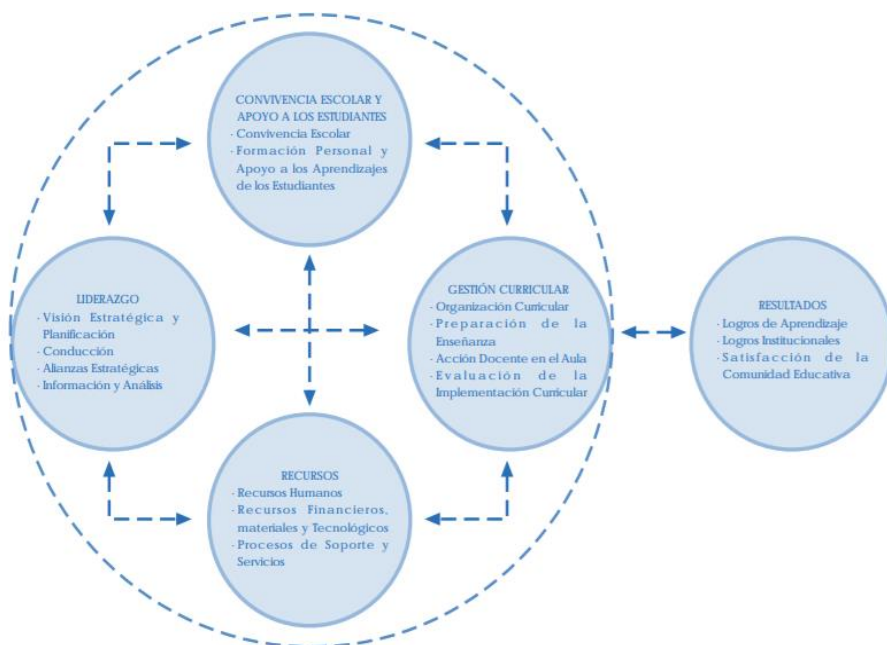 CONVIVENCIA ESCOLAR Y
APOYO A LOS ESTUDIANTES
· Convivencia Escolar
· Formación Personal y
Apoyo a los Aprendizajes
de los Estudiantes
LIDERAZGO
· Visión Estratégica y
Planificación
· Conducción
· Alianzas Estratégicas
· Información y Análisis
GESTIÓN CURRICULAR
· Organización Curricular
· Preparación de la
Enseñanza
· Acción Docente en el Aula
· Evaluación de la
Implementación Curricular
RESULTADOS
· Logros de Aprendizaje
· Logros Institucionales
· Satisfacción de la
Comunidad Educativa
RECURSOS
· Recursos Humanos
· Recursos Financieros,
materiales y Tecnológicos
· Procesos de Soporte y
Servicios